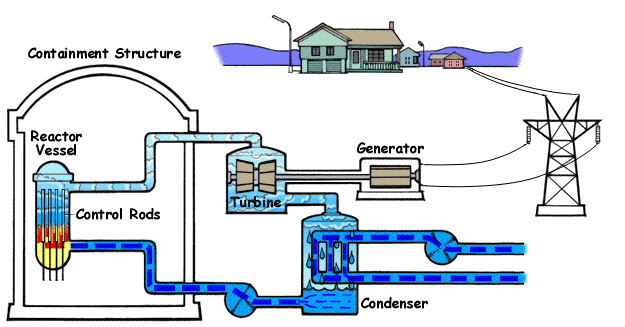 Containment Structure
Reactor
Vessel
Control Rods
Turbine
Generator
Condenser